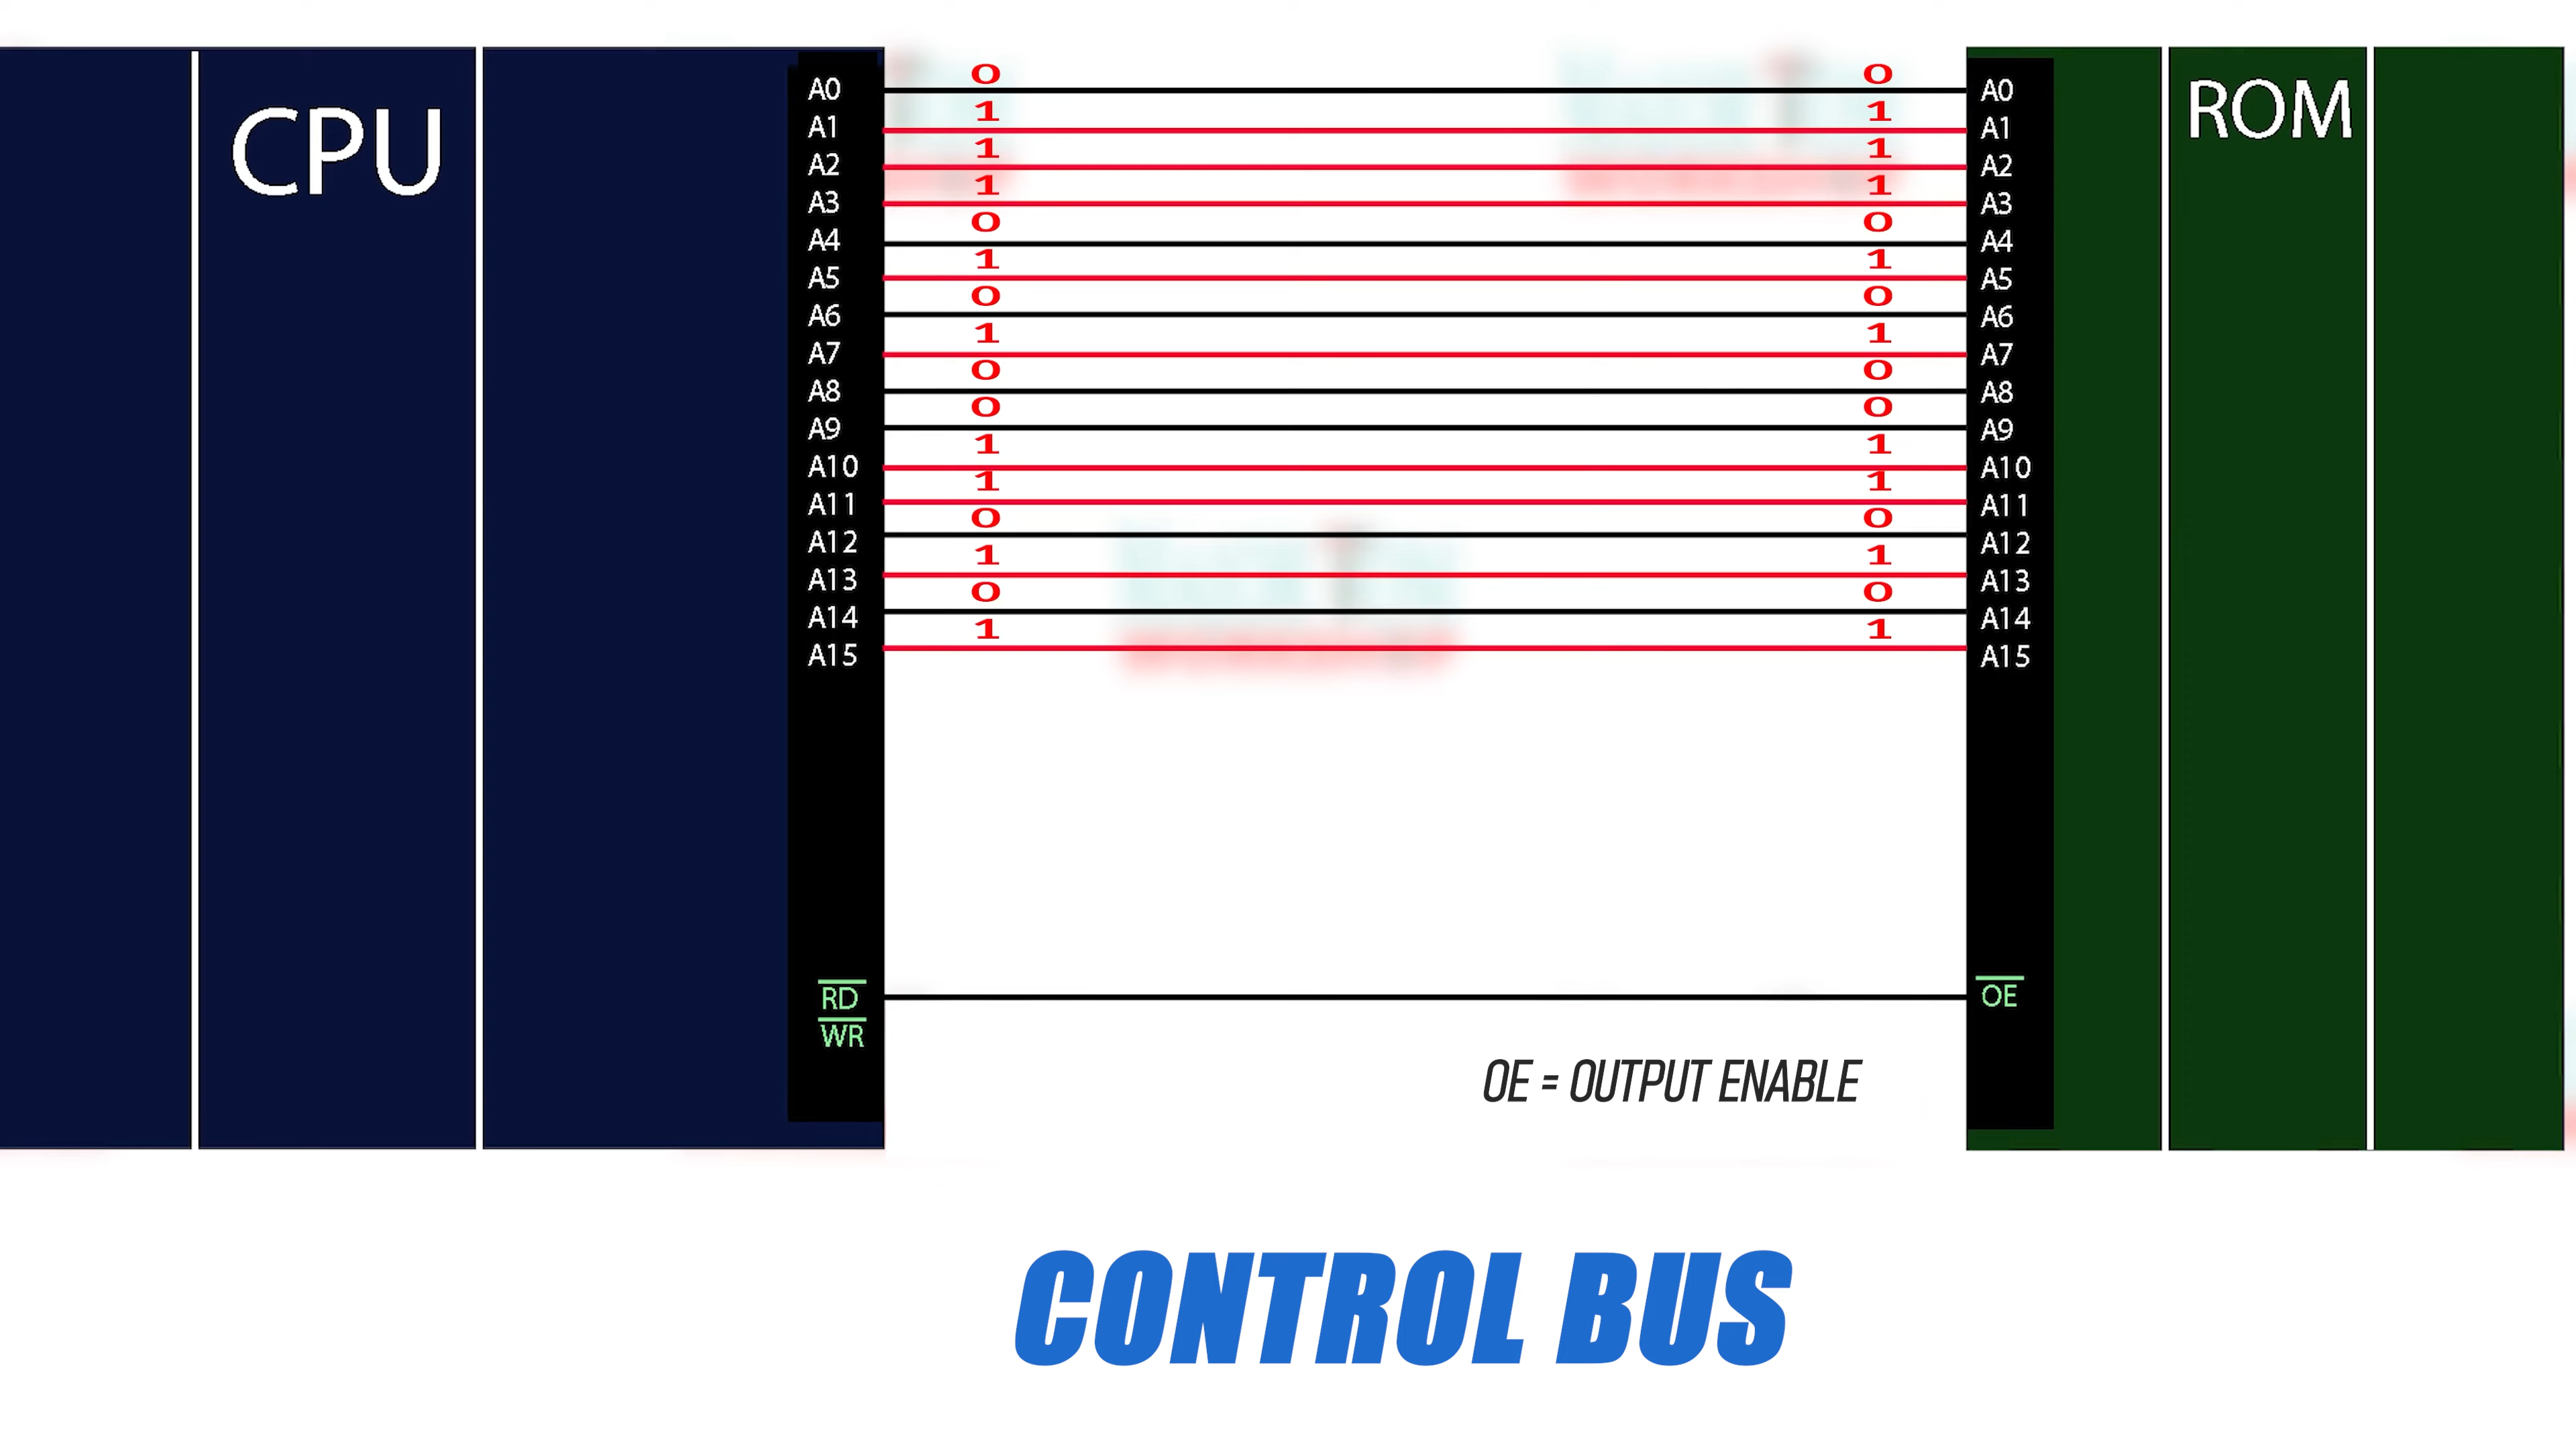 CPU
ROM
A0 0 0 A0
A1 1 1 A1
A2 1 1 A2
A3 1 1 A3
A4 0 0 A4
A5 1 1 A5
A6 0 0 A6
A7 1 1 A7
A8 0 0 A8
A9 0 0 A9
A10 1 1 A10
A11 1 1 A11
A12 0 0 A12
A13 1 1 A13
A14 0 0 A14
A15 1 1 A15
RD OE
WR
OE = OUTPUT ENABLE
CONTROL BUS